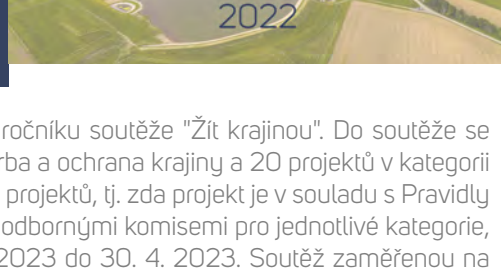 2022
ročníku soutěže "Žít krajinou". Do soutěže se
rba a ochrana krajiny a 20 projektů v kategorii
projektů, tj. zda projekt je v souladu s Pravidly
odbornými komisemi pro jednotlivé kategorie,
2023 do 30. 4. 2023. Soutěž zaměřenou na